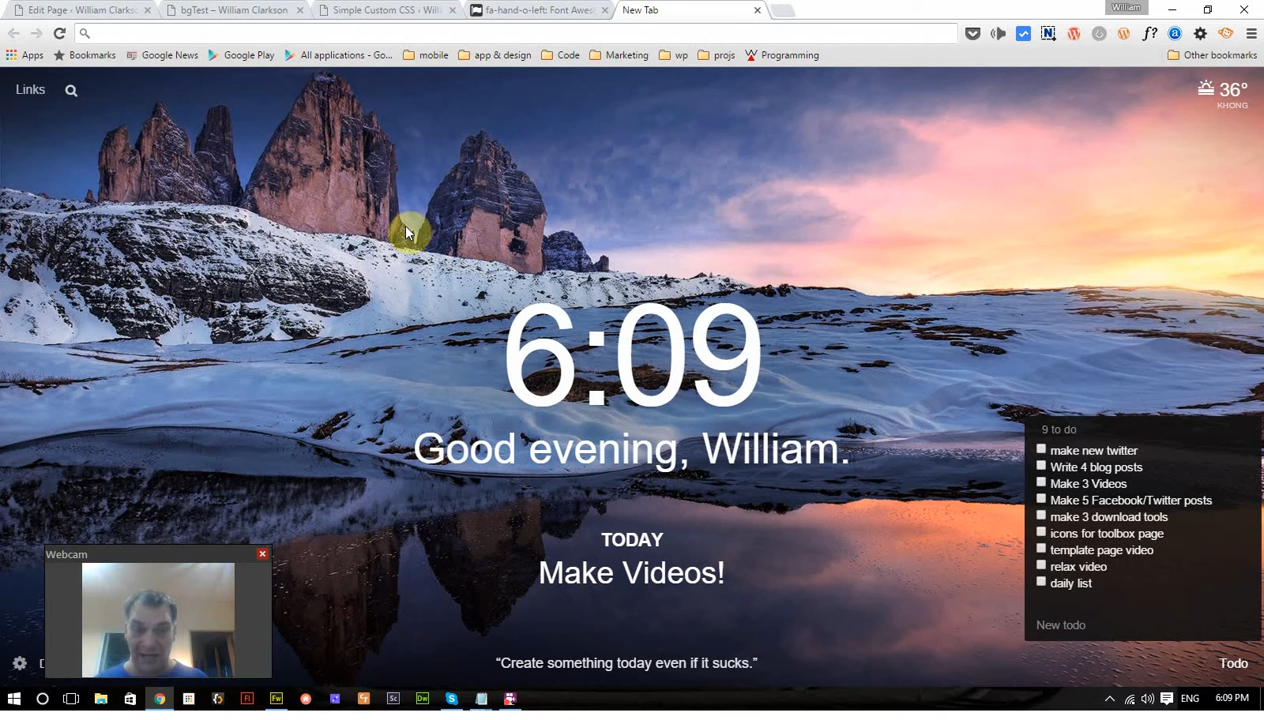 Edit Page ‹ William Clarks
bgTest – William Clarkson
Simple Custom CSS ‹ Will
fa-hand-o-left: Font Awes
New Tab
William
Apps
Bookmarks
Google News
Google Play
All applications - Go...
mobile
app & design
Code
Marketing
wp
projs
Programming
Other bookmarks
Links
36°
KHONG
6:09
Good evening, William.
TODAY
Make Videos!
9 to do
make new twitter
Write 4 blog posts
Make 3 Videos
Make 5 Facebook/Twitter posts
make 3 download tools
icons for toolbox page
template page video
relax video
daily list
New todo
Webcam
“Create something today even if it sucks.”
Todo
ENG
6:09 PM